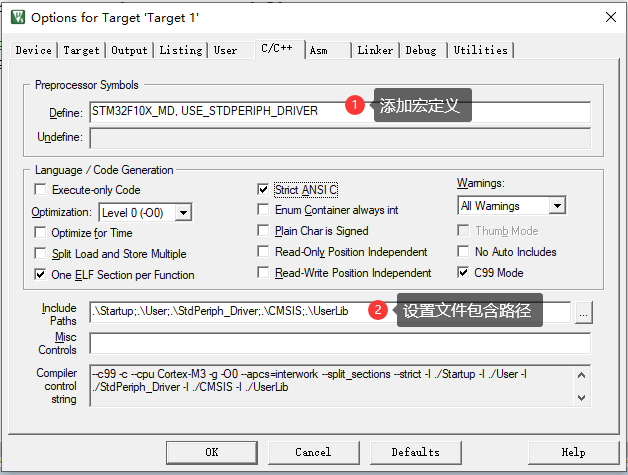 Options for Target 'Target 1'
Device Target Output Listing User C/C++ Asm Linker Debug Utilities
Preprocessor Symbols
Define: STM32F10X_MD, USE_STDPERIPH_DRIVER 1 添加宏定义
Undefine:
Language / Code Generation
Execute-only Code Strict ANSI C Warnings:
Optimization: Level 0 (-O0) Enum Container always int All Warnings
Optimize for Time Plain Char is Signed Thumb Mode
Split Load and Store Multiple Read-Only Position Independent No Auto Includes
One ELF Section per Function Read-Write Position Independent C99 Mode
Include Paths .\Startup;.\User;.\StdPeriph_Driver;.\CMSIS;.\UserLib 2 设置文件包含路径 ...
Misc Controls
Compiler control string --c99 -c --cpu Cortex-M3 -g -O0 --apcs=interwork --split_sections --strict -I ./Startup -I ./User -I
./StdPeriph_Driver -I ./CMSIS -I ./UserLib
OK Cancel Defaults Help